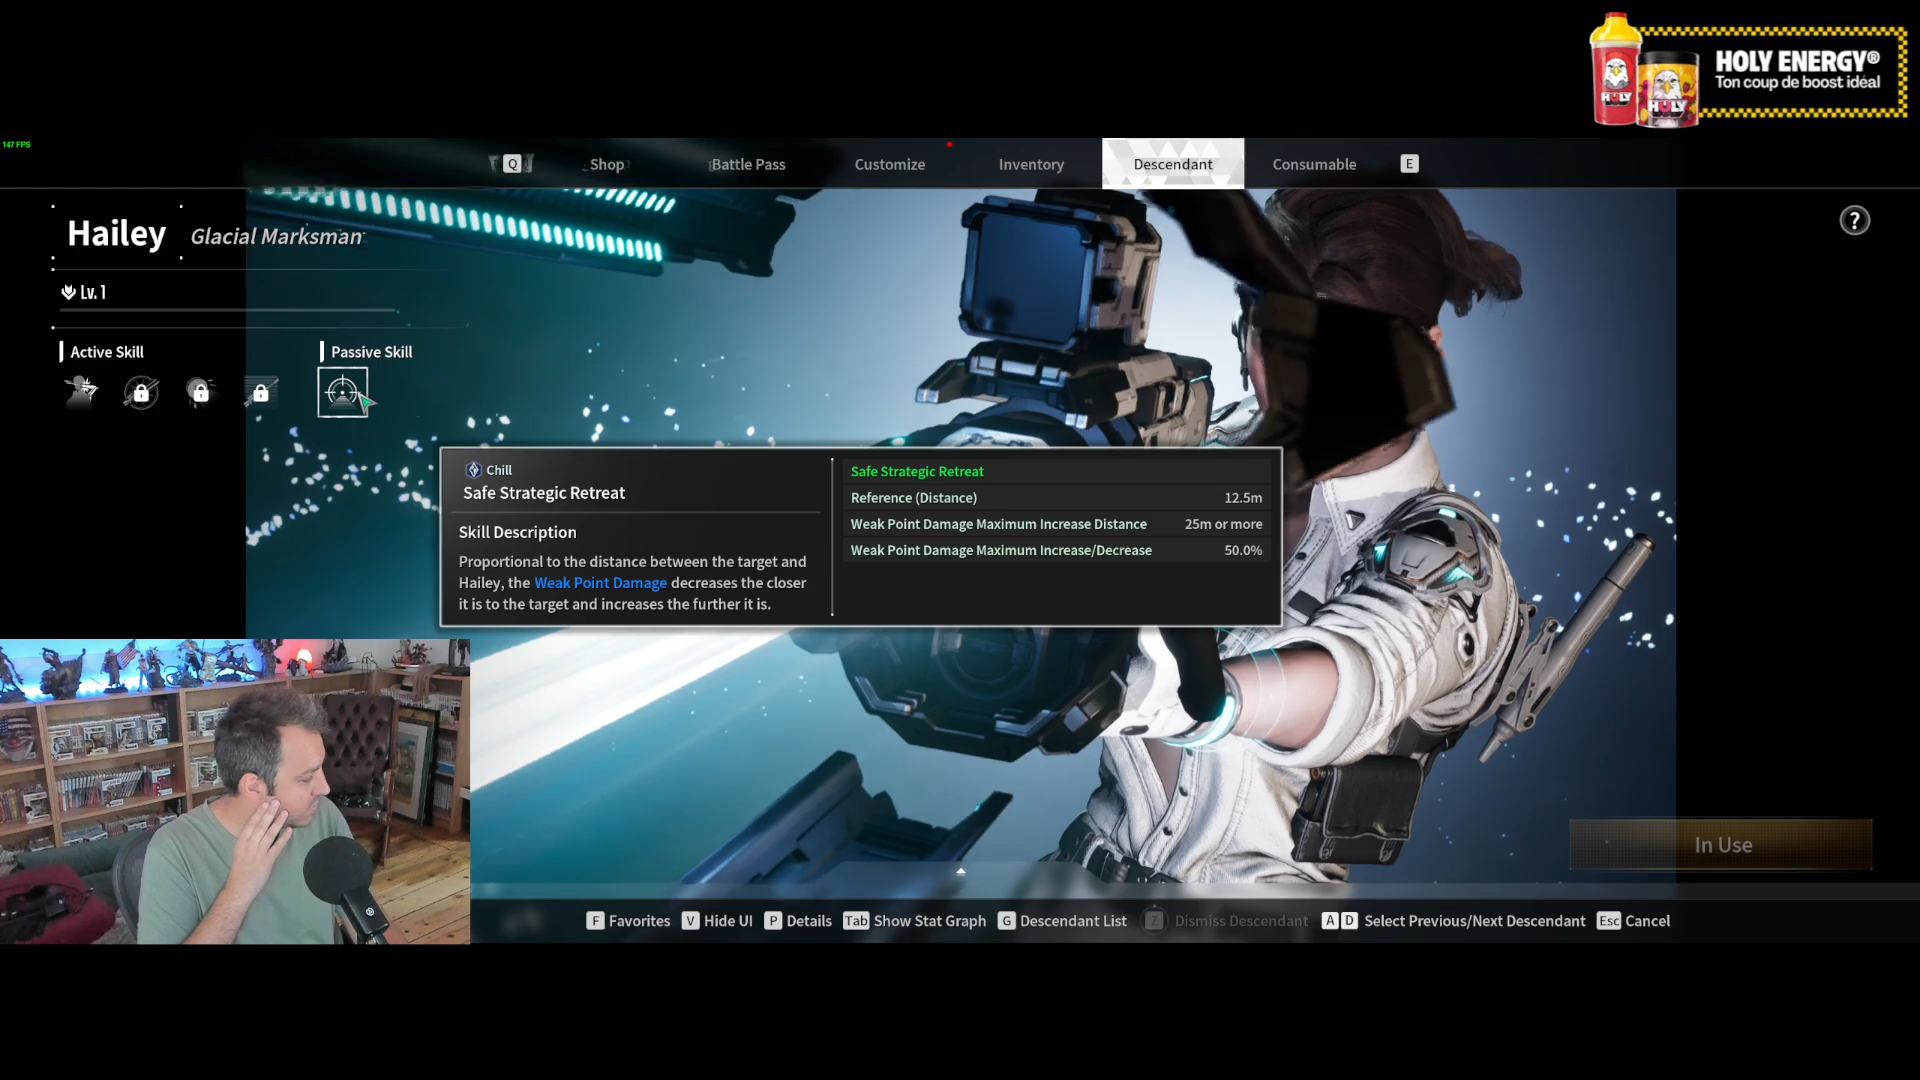 HOLY ENERGY®
Ton coup de boost idéal
HOLY
HOLY
147 FPS
Q
Shop
Battle Pass
Customize
Inventory
Descendant
Consumable
E
Hailey
Glacial Marksman
?
Lv. 1
Active Skill
Passive Skill
Chill
Safe Strategic Retreat
Skill Description
Proportional to the distance between the target and
Hailey, the Weak Point Damage decreases the closer
it is to the target and increases the further it is.
Safe Strategic Retreat
Reference (Distance) 12.5m
Weak Point Damage Maximum Increase Distance 25m or more
Weak Point Damage Maximum Increase/Decrease 50.0%
In Use
F Favorites V Hide UI P Details Tab Show Stat Graph G Descendant List Z Dismiss Descendant A D Select Previous/Next Descendant Esc Cancel